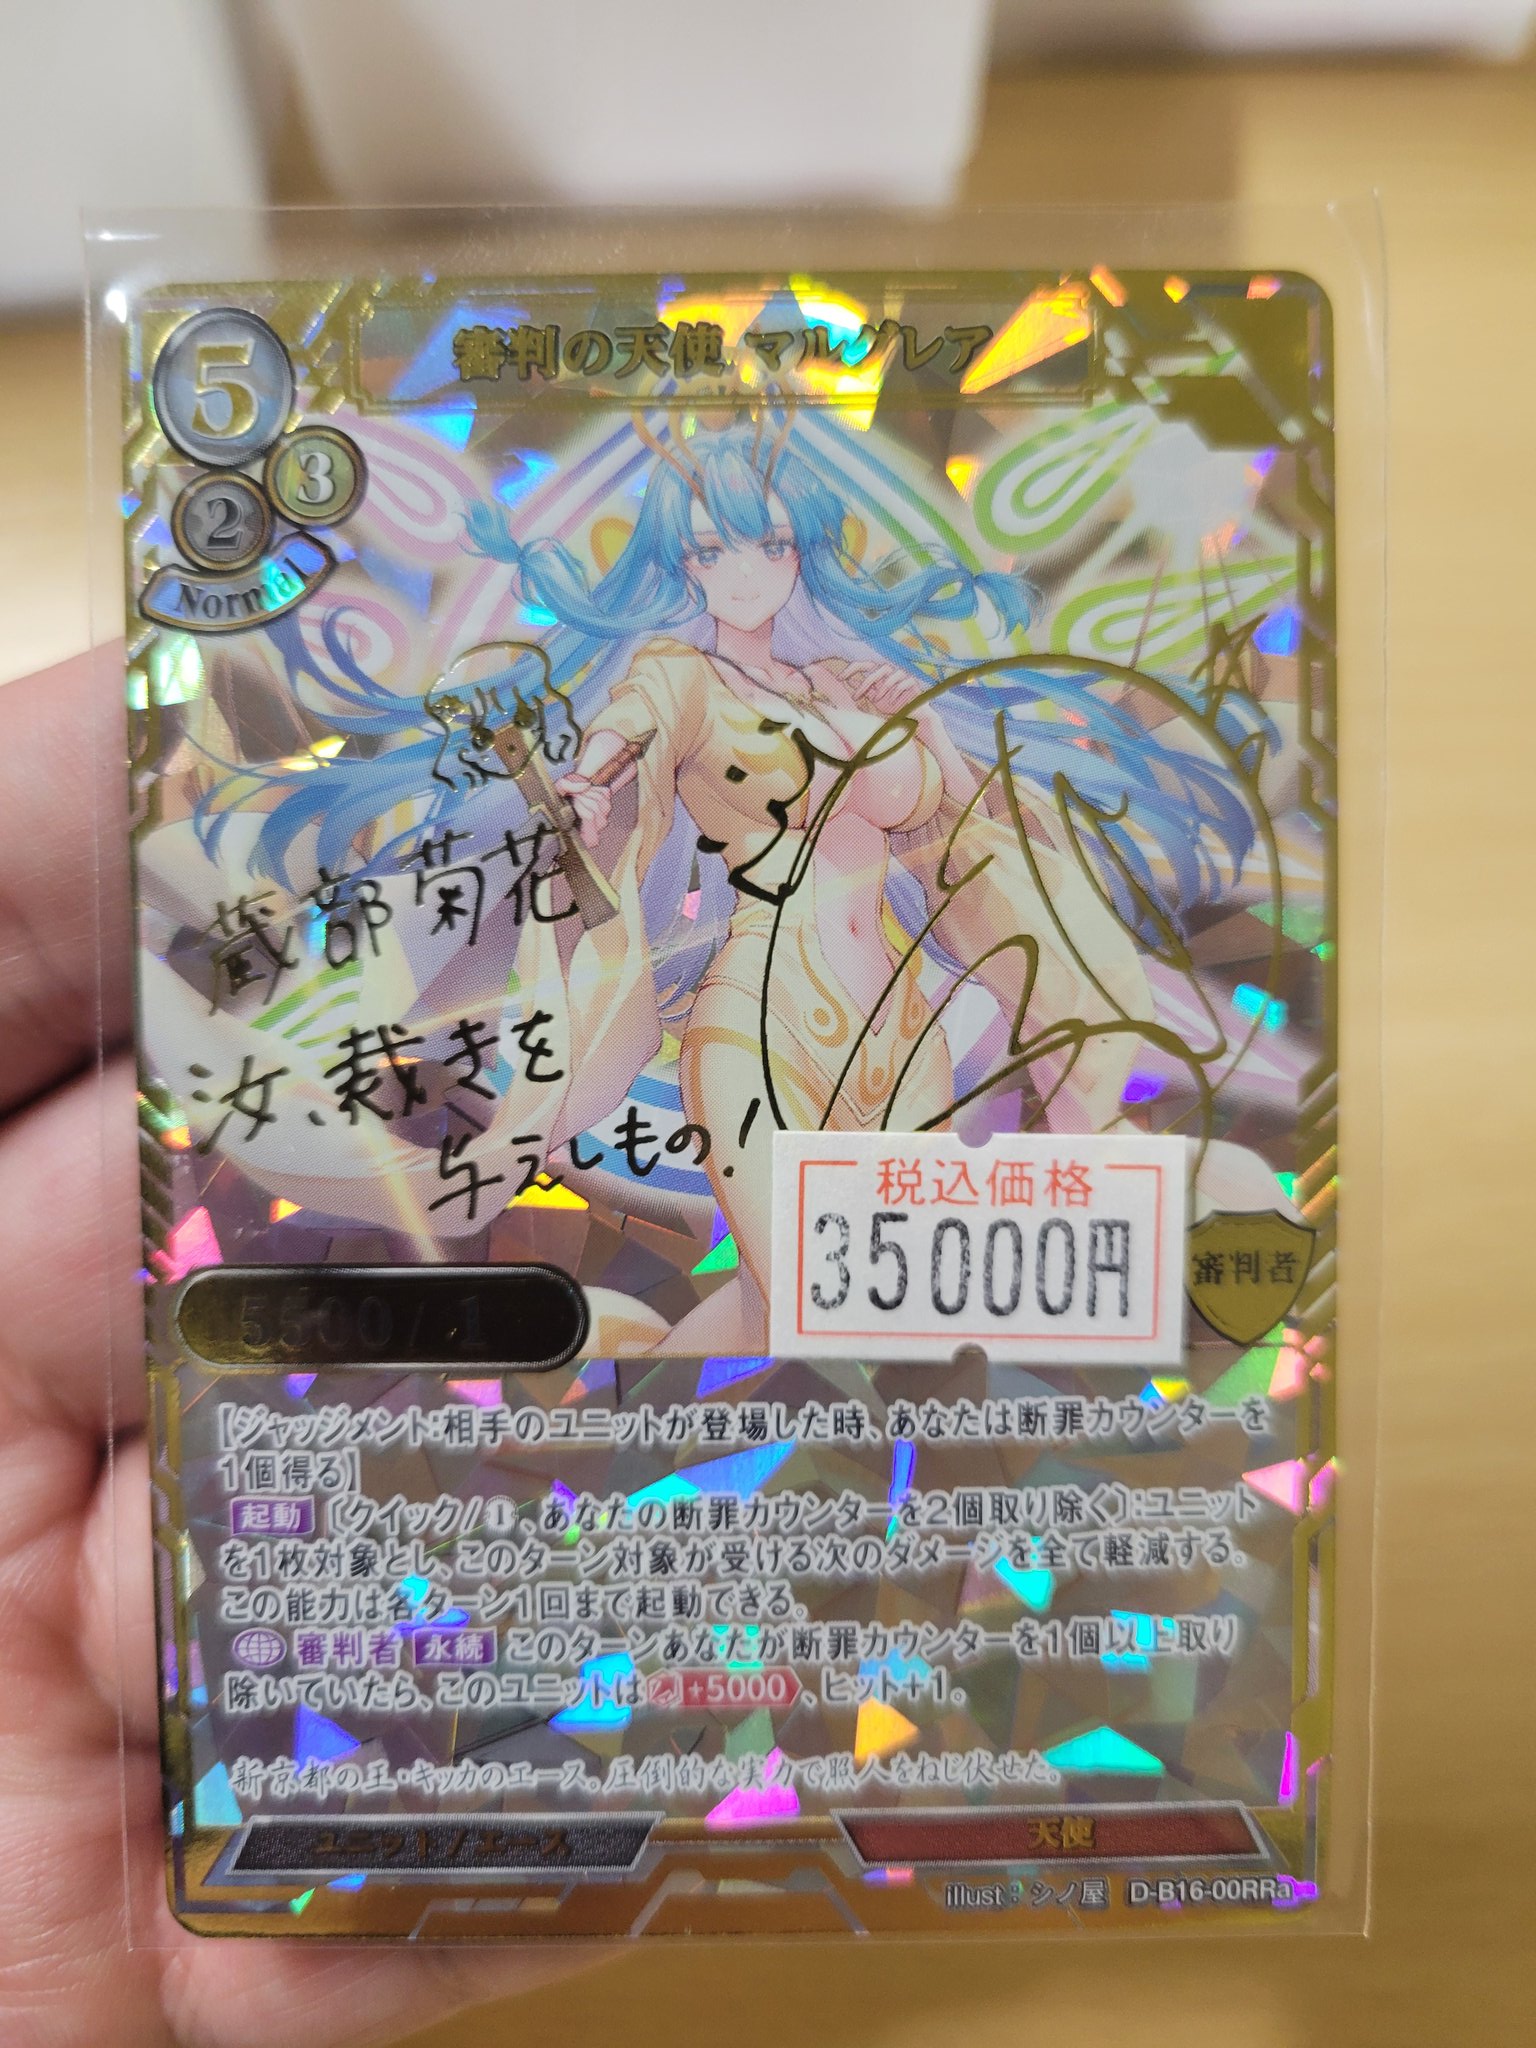 審判の天使 マルグレア
5
3
2
Normal
蔵部菊花
汝、裁きを
与えしもの!
税込価格
35000円
審判者
5500/1
【ジャッジメント:相手のユニットが登場した時、あなたは断罪カウンターを
1個得る】
起動 〔クイック/①、あなたの断罪カウンターを2個取り除く〕:ユニット
を1枚対象とし、このターン対象が受ける次のダメージを全て軽減する。
この能力は各ターン1回まで起動できる。
審判者 永続 このターンあなたが断罪カウンターを1個以上取り
除いていたら、このユニットは+5000、ヒット+1。
新京都の王・キッカのエース。圧倒的な実力で照人をねじ伏せた。
ユニット/エース
天使
illust:シノ屋 D-B16-00RRa